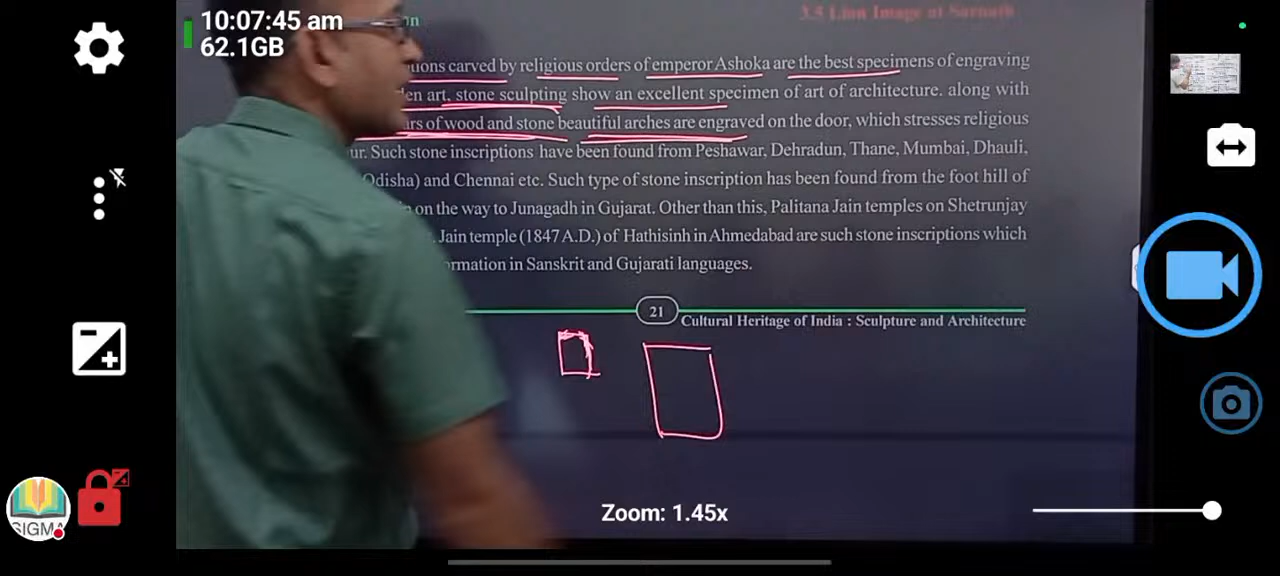 10:07:45 am
62.1GB
3.5 Lion Image at Sarnath
carved by religious orders of emperor Ashoka are the best specimens of engraving
art, stone sculpting show an excellent specimen of art of architecture. along with
of wood and stone beautiful arches are engraved on the door, which stresses religious
Such stone inscriptions have been found from Peshawar, Dehradun, Thane, Mumbai, Dhauli,
Odisha) and Chennai etc. Such type of stone inscription has been found from the foot hill of
on the way to Junagadh in Gujarat. Other than this, Palitana Jain temples on Shetrunjay
. Jain temple (1847 A.D.) of Hathisinh in Ahmedabad are such stone inscriptions which
in Sanskrit and Gujarati languages.
21
Cultural Heritage of India : Sculpture and Architecture
SIGMA
Zoom: 1.45x